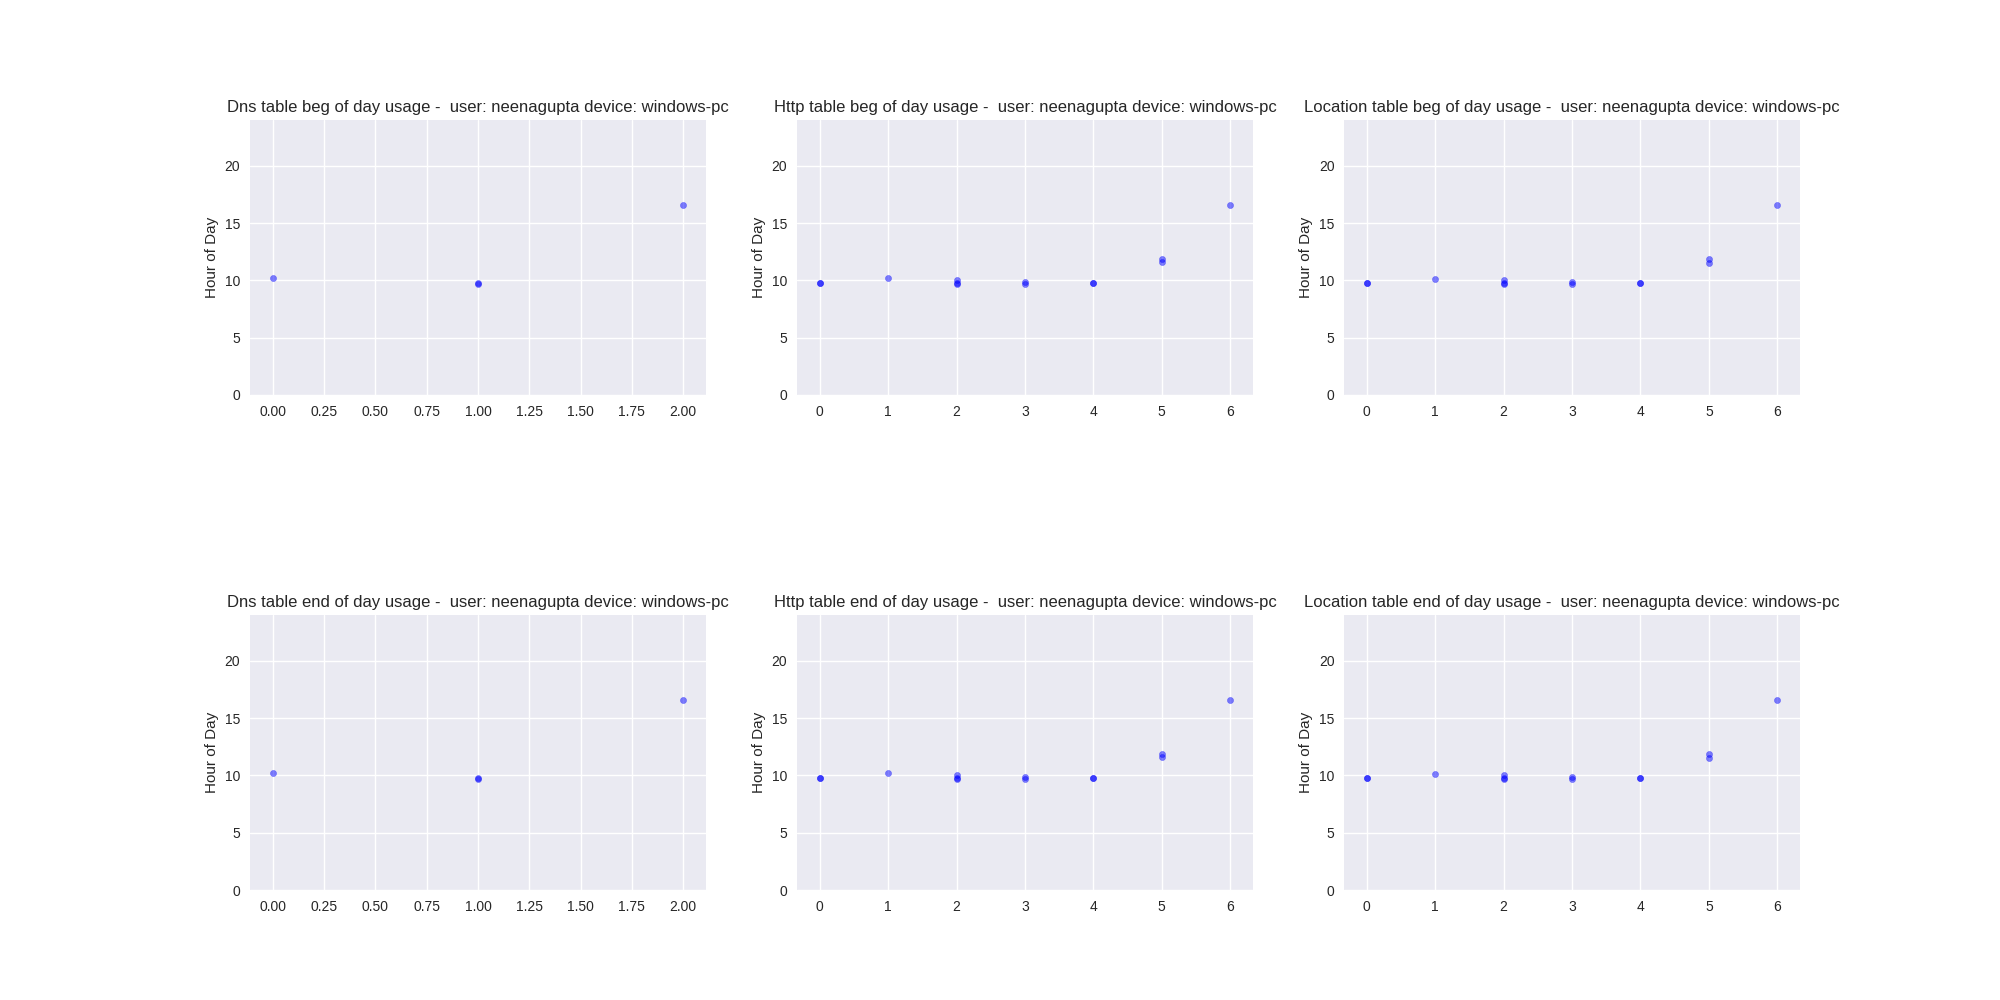 Dns table beg of day usage -  user: neenagupta device: windows-pc
Hour of Day
20
15
10
5
0
0.00 0.25 0.50 0.75 1.00 1.25 1.50 1.75 2.00
Http table beg of day usage -  user: neenagupta device: windows-pc
Hour of Day
20
15
10
5
0
0 1 2 3 4 5 6
Location table beg of day usage -  user: neenagupta device: windows-pc
Hour of Day
20
15
10
5
0
0 1 2 3 4 5 6
Dns table end of day usage -  user: neenagupta device: windows-pc
Hour of Day
20
15
10
5
0
0.00 0.25 0.50 0.75 1.00 1.25 1.50 1.75 2.00
Http table end of day usage -  user: neenagupta device: windows-pc
Hour of Day
20
15
10
5
0
0 1 2 3 4 5 6
Location table end of day usage -  user: neenagupta device: windows-pc
Hour of Day
20
15
10
5
0
0 1 2 3 4 5 6